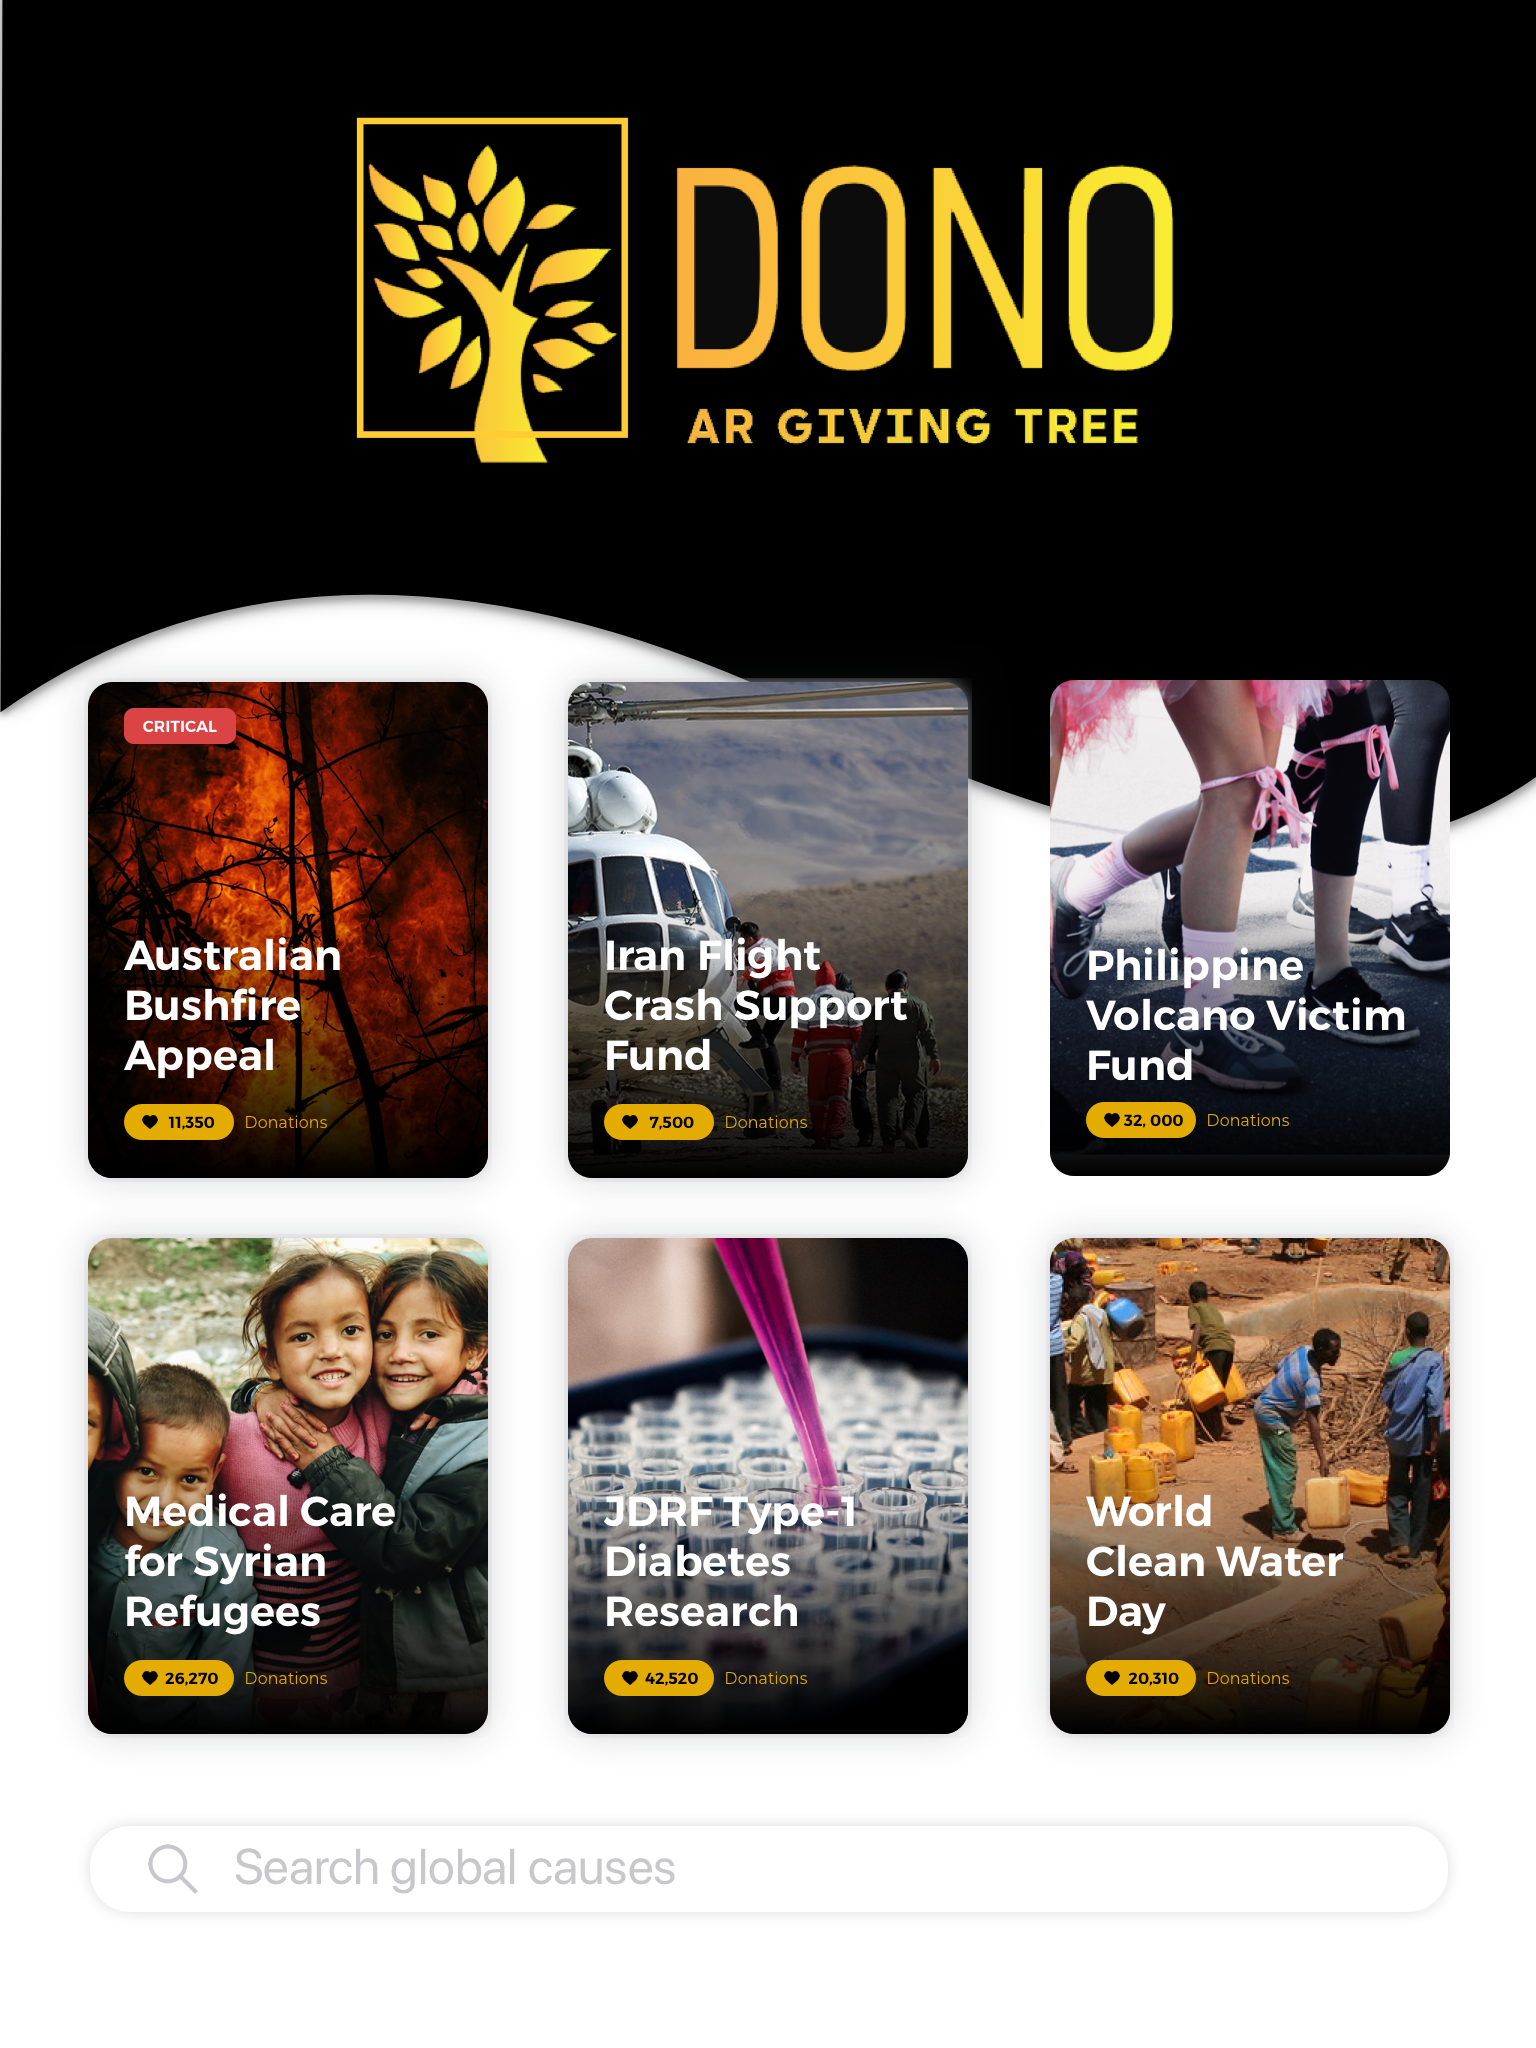 DONO
AR GIVING TREE
CRITICAL
Australian
Bushfire
Appeal
11,350 Donations
Iran Flight
Crash Support
Fund
7,500 Donations
Philippine
Volcano Victim
Fund
32, 000 Donations
Medical Care
for Syrian
Refugees
26,270 Donations
JDRF Type-1
Diabetes
Research
42,520 Donations
World
Clean Water
Day
20,310 Donations
Search global causes